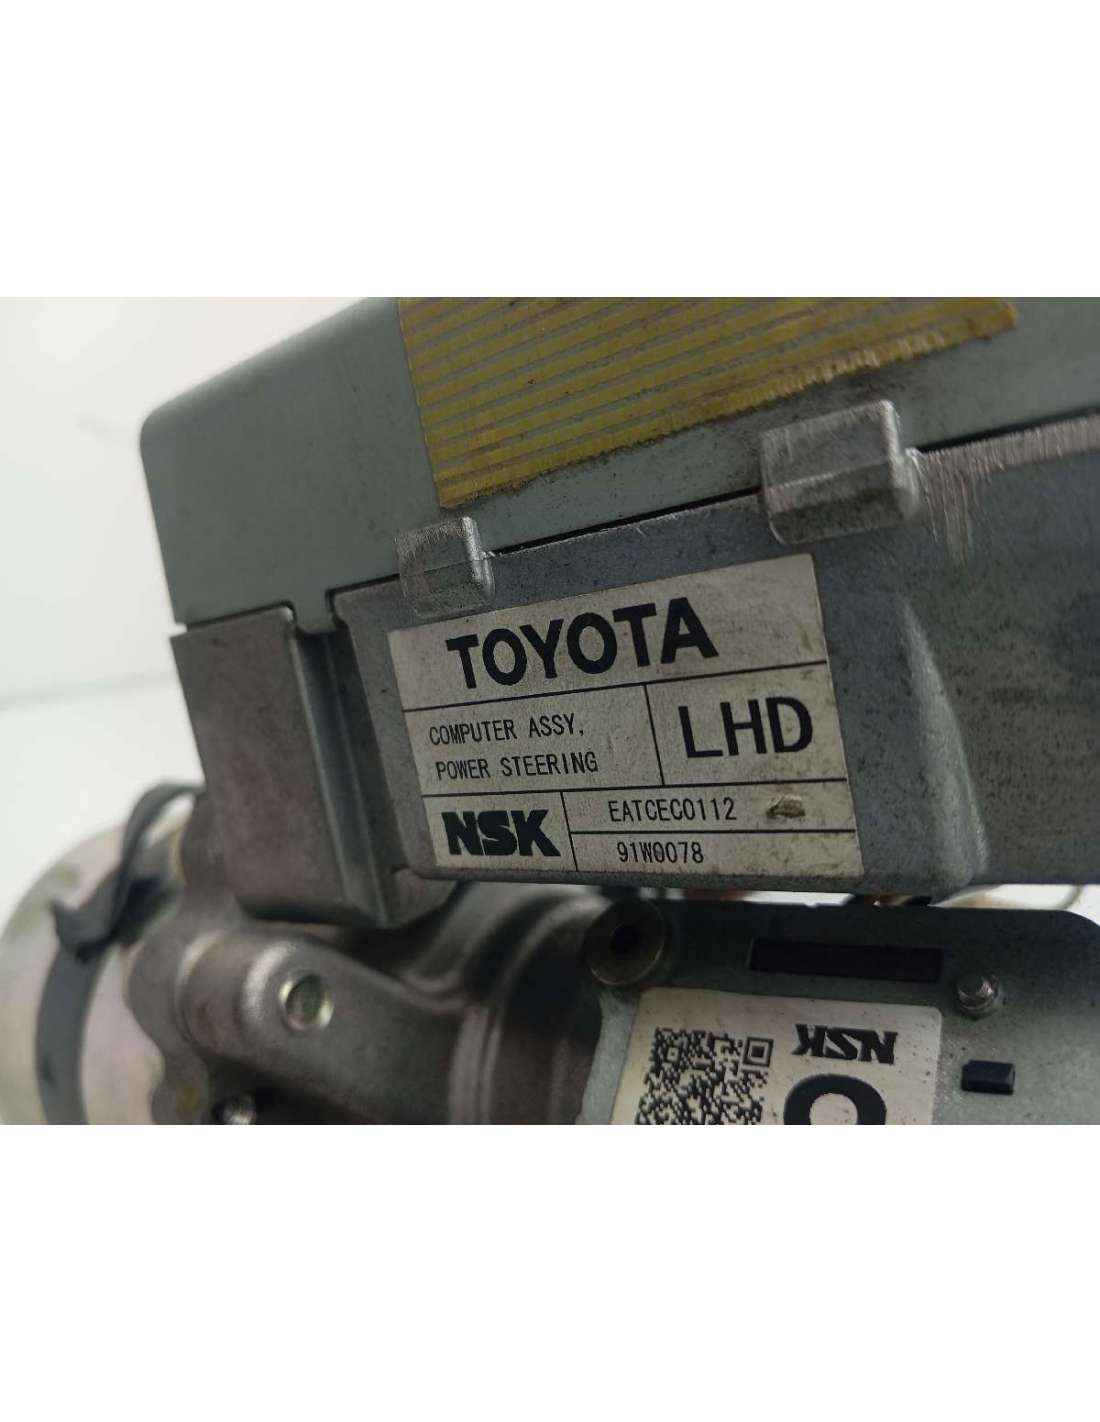 TOYOTA
COMPUTER ASSY,
POWER STEERING
LHD
NSK
EATCEC0112
91W0078
NSK